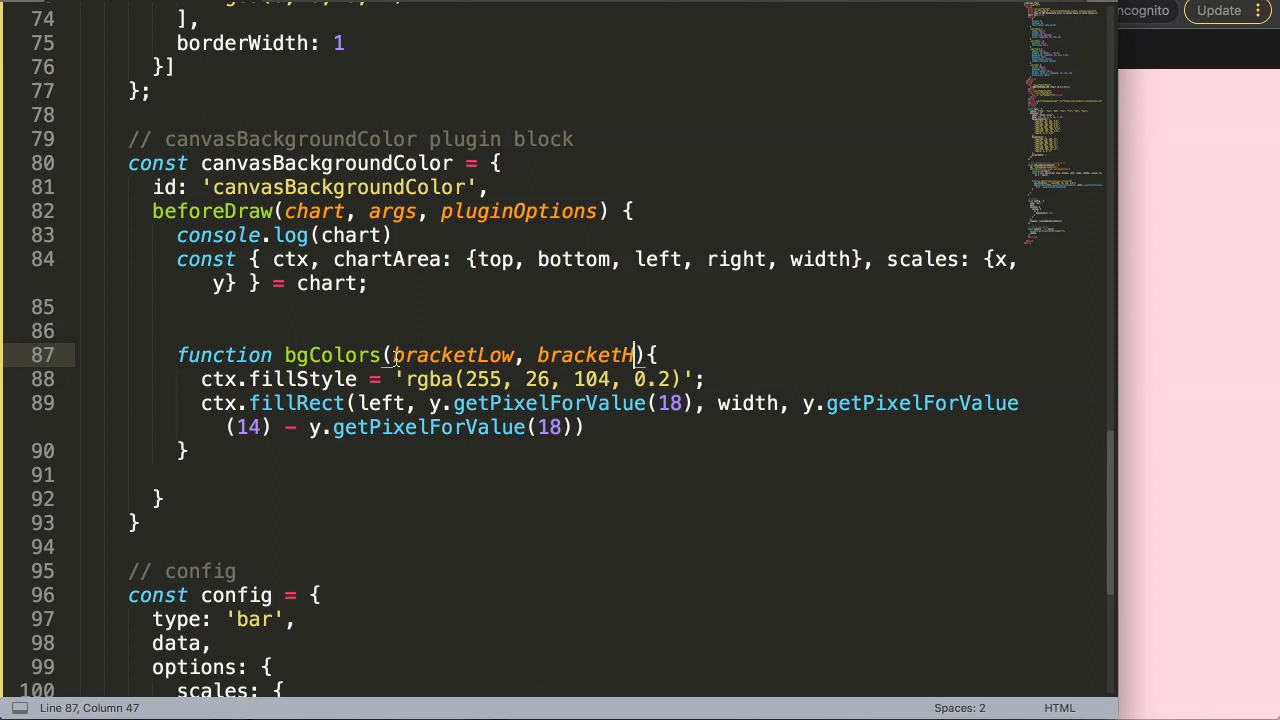 74 ],
75 borderWidth: 1
76 }]
77 };
78
79 // canvasBackgroundColor plugin block
80 const canvasBackgroundColor = {
81 id: 'canvasBackgroundColor',
82 beforeDraw(chart, args, pluginOptions) {
83 console.log(chart)
84 const { ctx, chartArea: {top, bottom, left, right, width}, scales: {x,
y} } = chart;
85
86
87 function bgColors(bracketLow, bracketH){
88 ctx.fillStyle = 'rgba(255, 26, 104, 0.2)';
89 ctx.fillRect(left, y.getPixelForValue(18), width, y.getPixelForValue
(14) - y.getPixelForValue(18))
90 }
91
92 }
93 }
94
95 // config
96 const config = {
97 type: 'bar',
98 data,
99 options: {
100 scales: {
Line 87, Column 47 Spaces: 2 HTML
Incognito Update